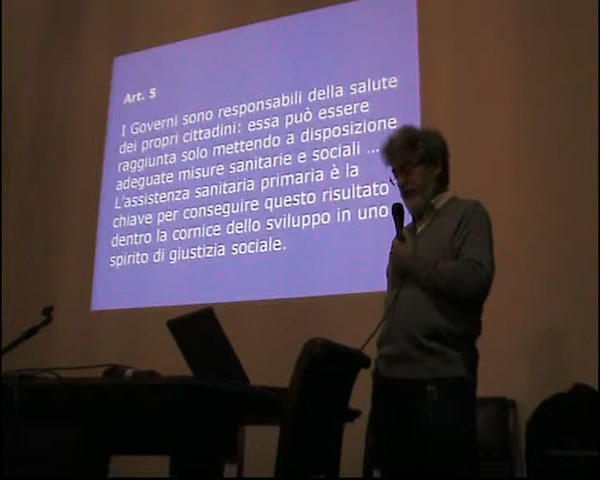 Art. 5
I Governi sono responsabili della salute
dei propri cittadini: essa può essere
raggiunta solo mettendo a disposizione
adeguate misure sanitarie e sociali ...
L'assistenza sanitaria primaria è la
chiave per conseguire questo risultato
dentro la cornice dello sviluppo in uno
spirito di giustizia sociale.